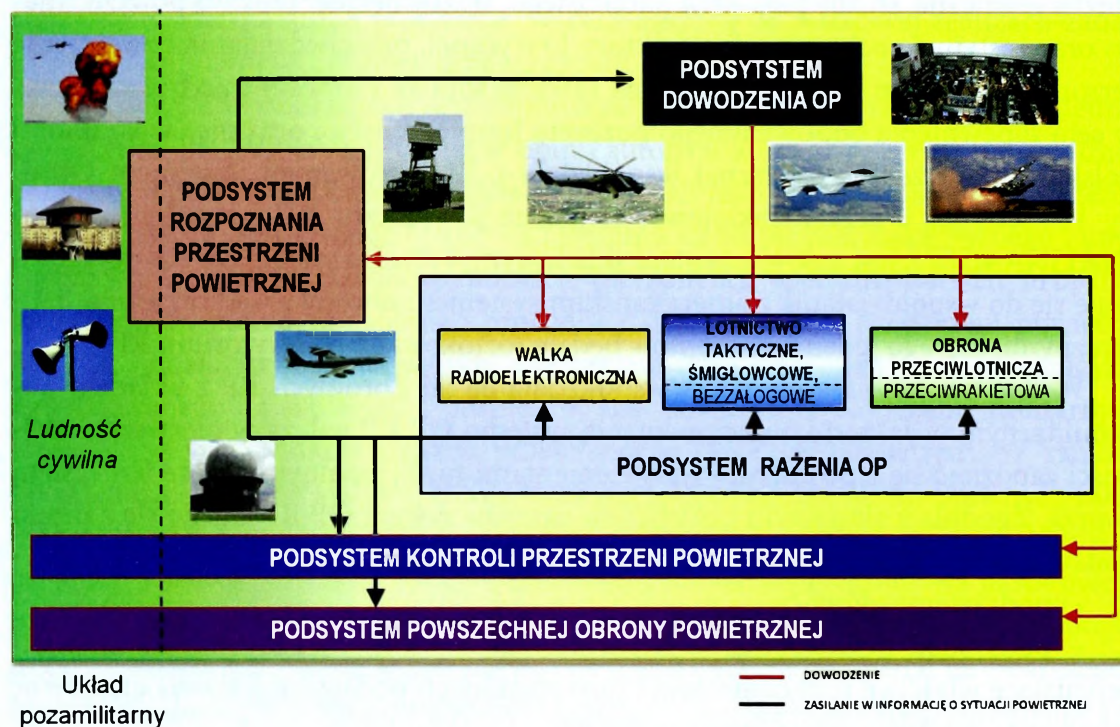 PODSYTSTEM
DOWODZENIA OP
PODSYSTEM
ROZPOZNANIA
PRZESTRZENI
POWIETRZNEJ
WALKA
RADIOELEKTRONICZNA
LOTNICTWO
TAKTYCZNE,
ŚMIGŁOWCOWE,
BEZZAŁOGOWE
OBRONA
PRZECIWLOTNICZA
PRZECIWRAKIETOWA
Ludność
cywilna
PODSYSTEM RAŻENIA OP
PODSYSTEM KONTROLI PRZESTRZENI POWIETRZNEJ
PODSYSTEM POWSZECHNEJ OBRONY POWIETRZNEJ
Układ
pozamilitarny
DOWODZENIE
ZASILANIE W INFORMACJĘ O SYTUACJI POWIETRZNEJ